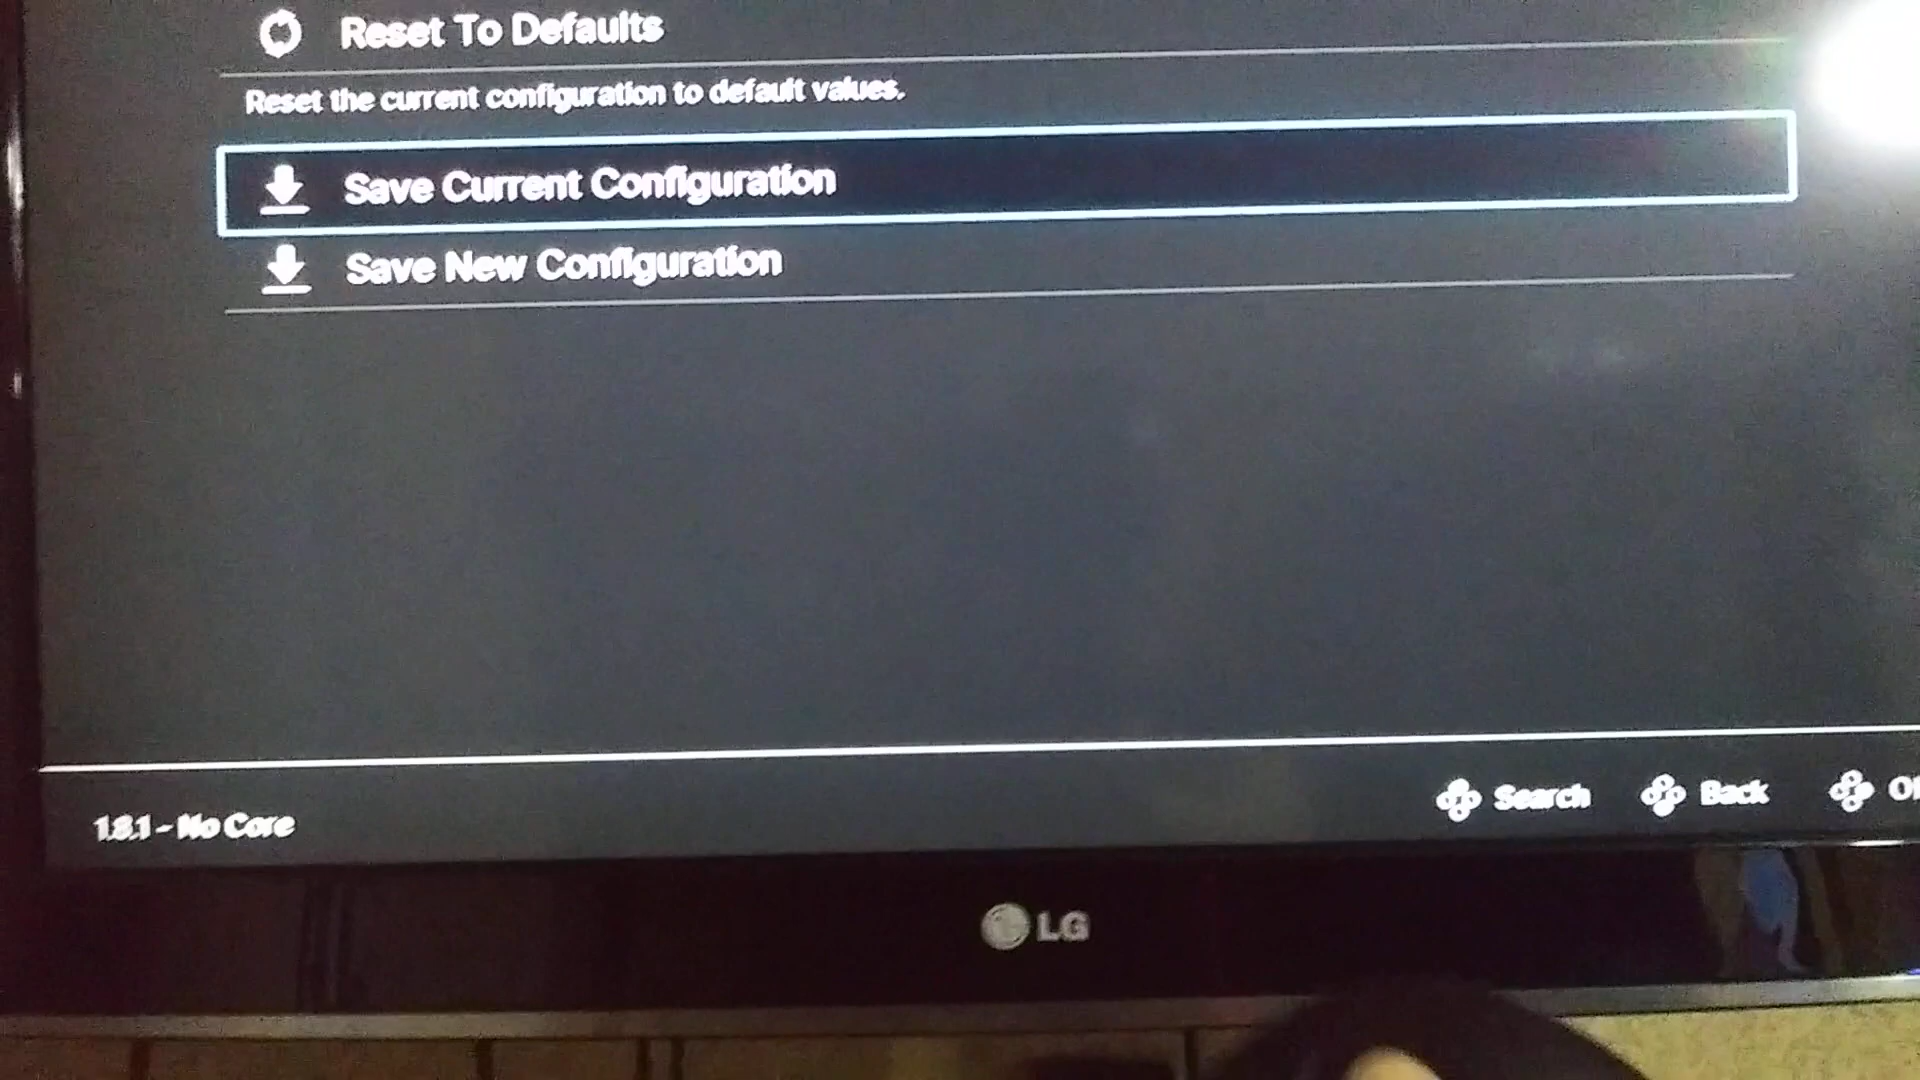 Reset To Defaults
Reset the current configuration to default values.
Save Current Configuration
Save New Configuration
1.8.1 - No Core
Search
Back
LG